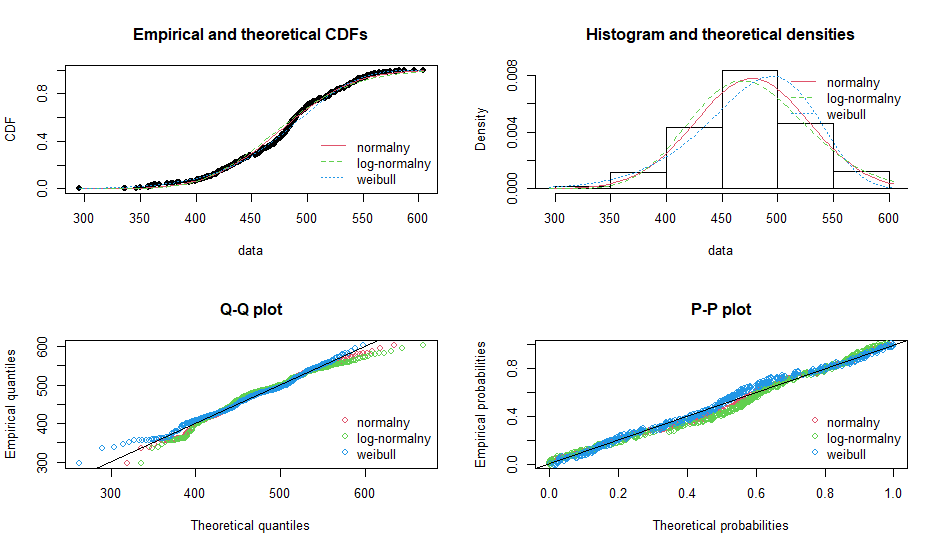 Empirical and theoretical CDFs
CDF
0.0 0.4 0.8
normalny
log-normalny
weibull
300 350 400 450 500 550 600
data
Histogram and theoretical densities
Density
0.000 0.004 0.008
normalny
log-normalny
weibull
300 350 400 450 500 550 600
data
Q-Q plot
Empirical quantiles
300 400 500 600
normalny
log-normalny
weibull
300 400 500 600
Theoretical quantiles
P-P plot
Empirical probabilities
0.0 0.4 0.8
normalny
log-normalny
weibull
0.0 0.2 0.4 0.6 0.8 1.0
Theoretical probabilities